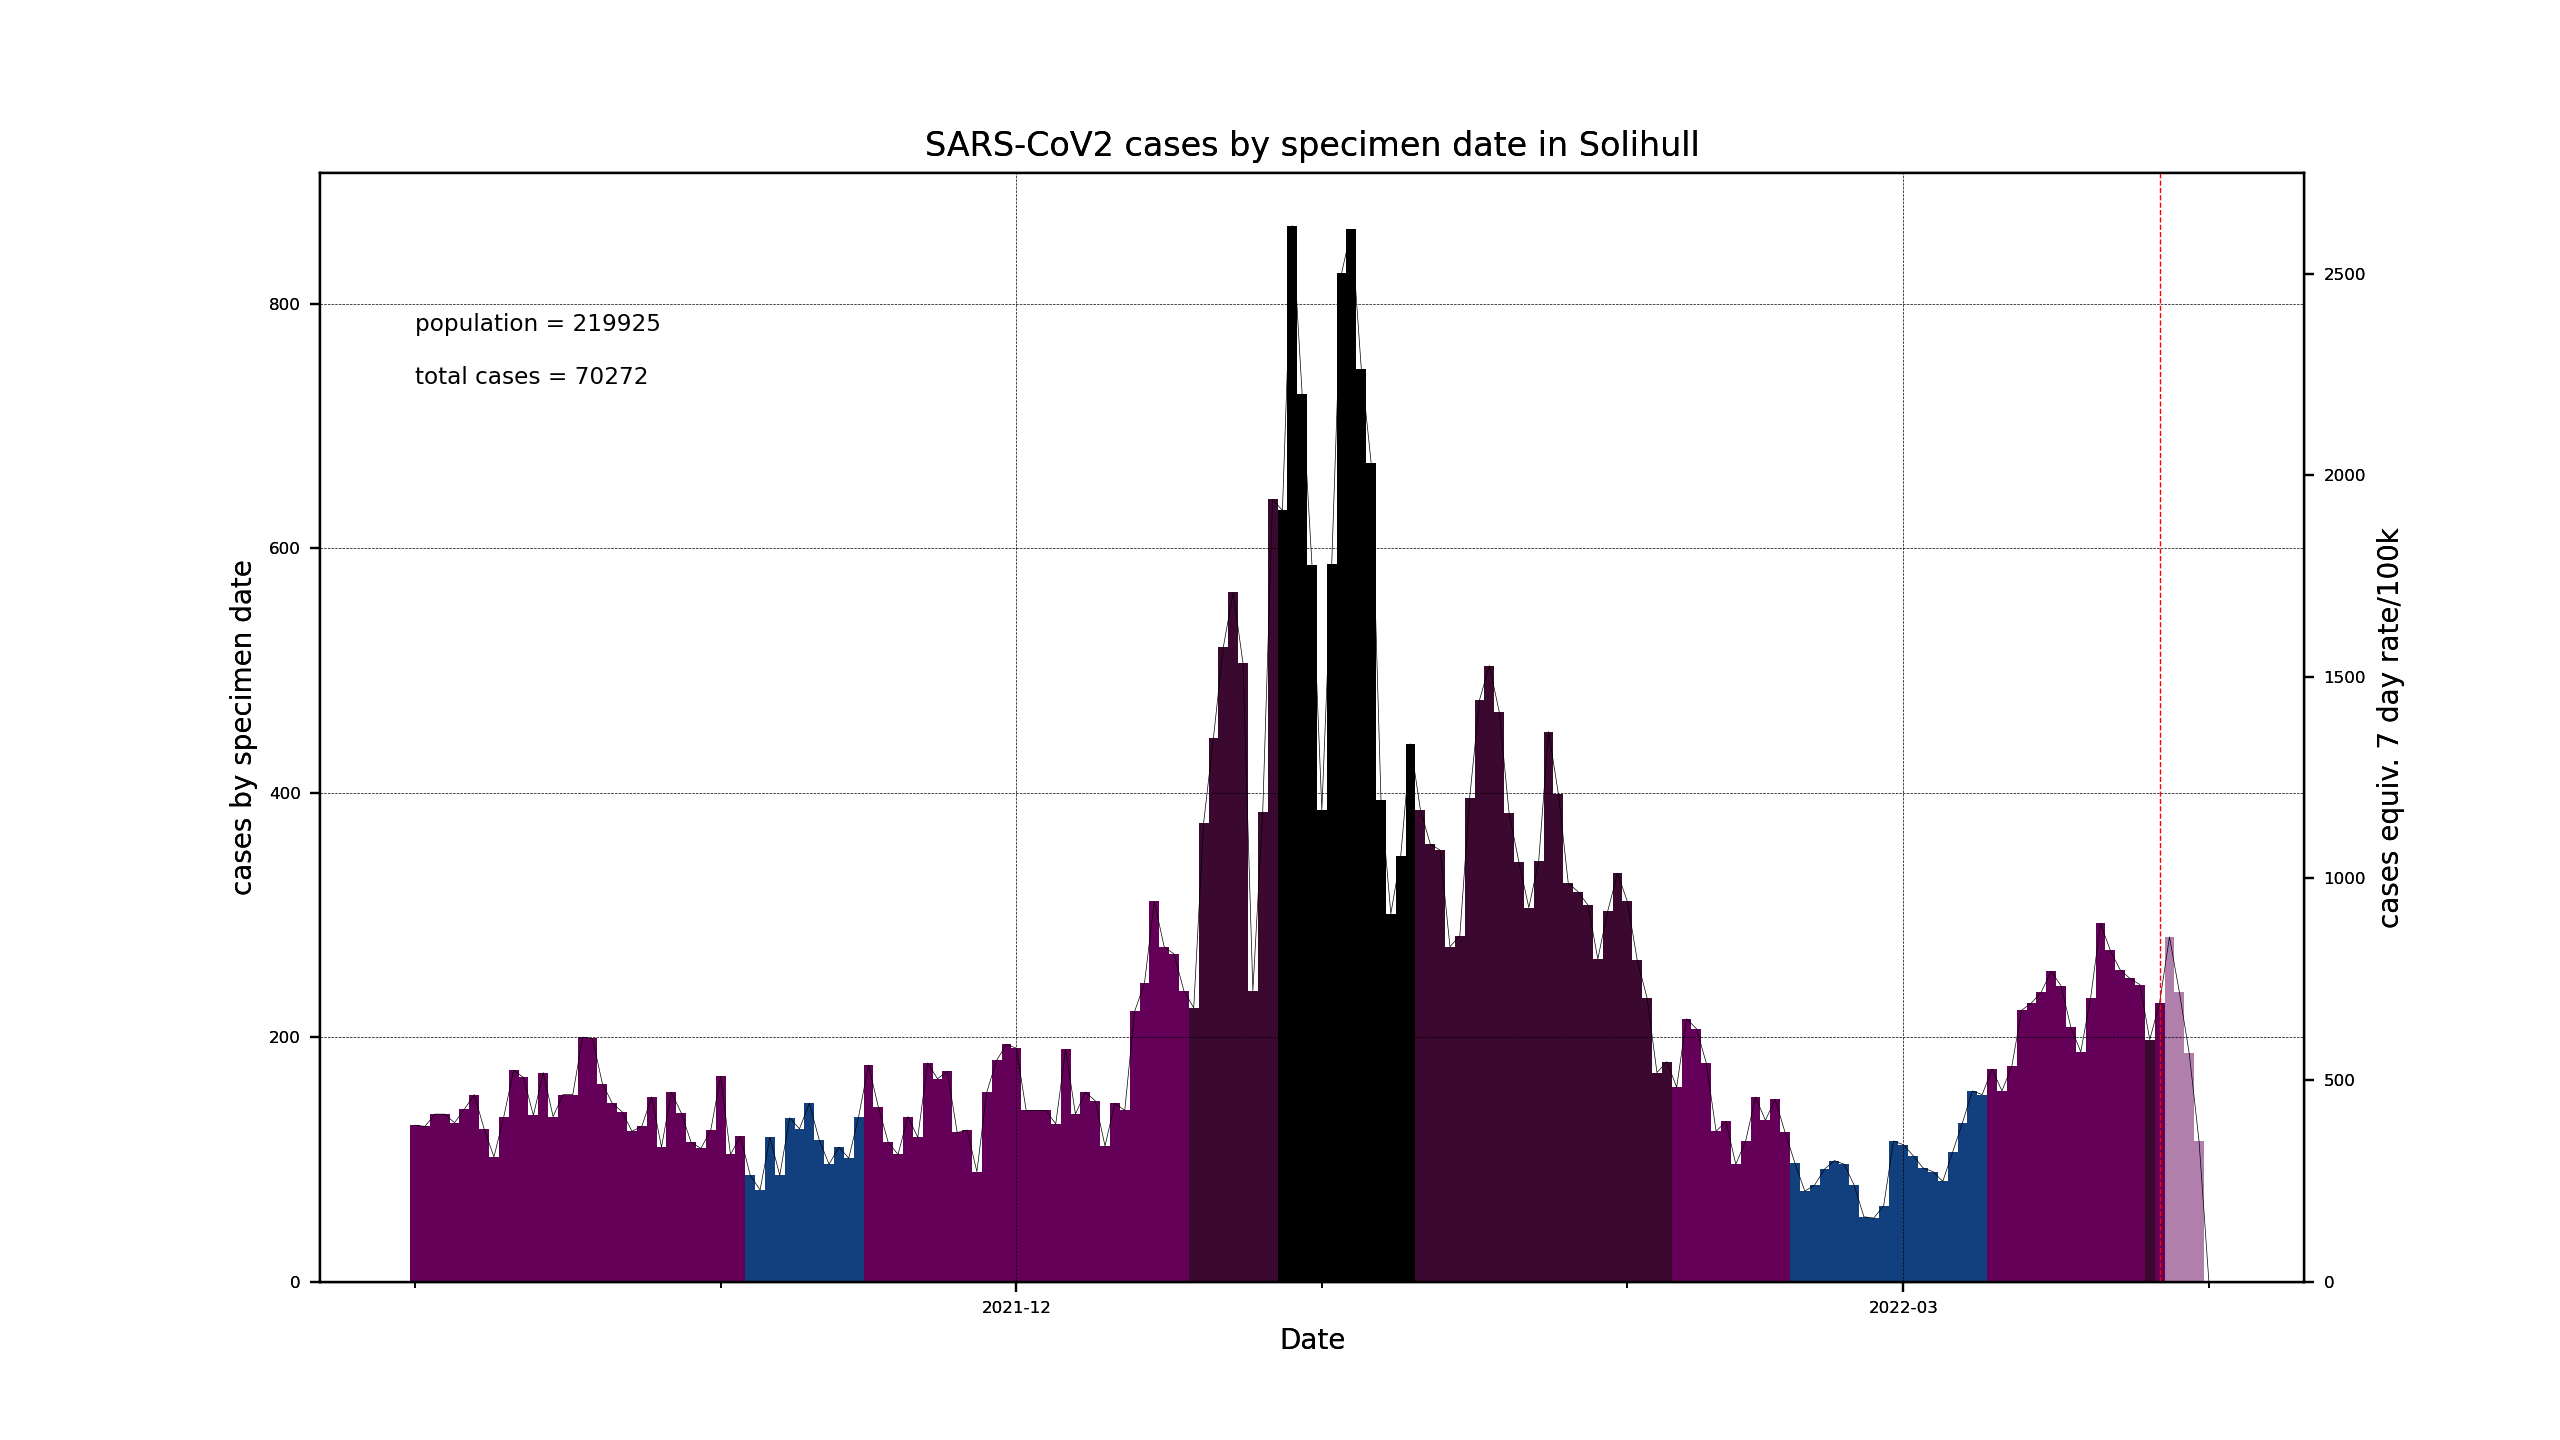 SARS-CoV2 cases by specimen date in Solihull
population = 219925
total cases = 70272
cases by specimen date
800
600
400
200
0
2500
2000
1500
1000
500
0
cases equiv. 7 day rate/100k
2021-12
2022-03
Date